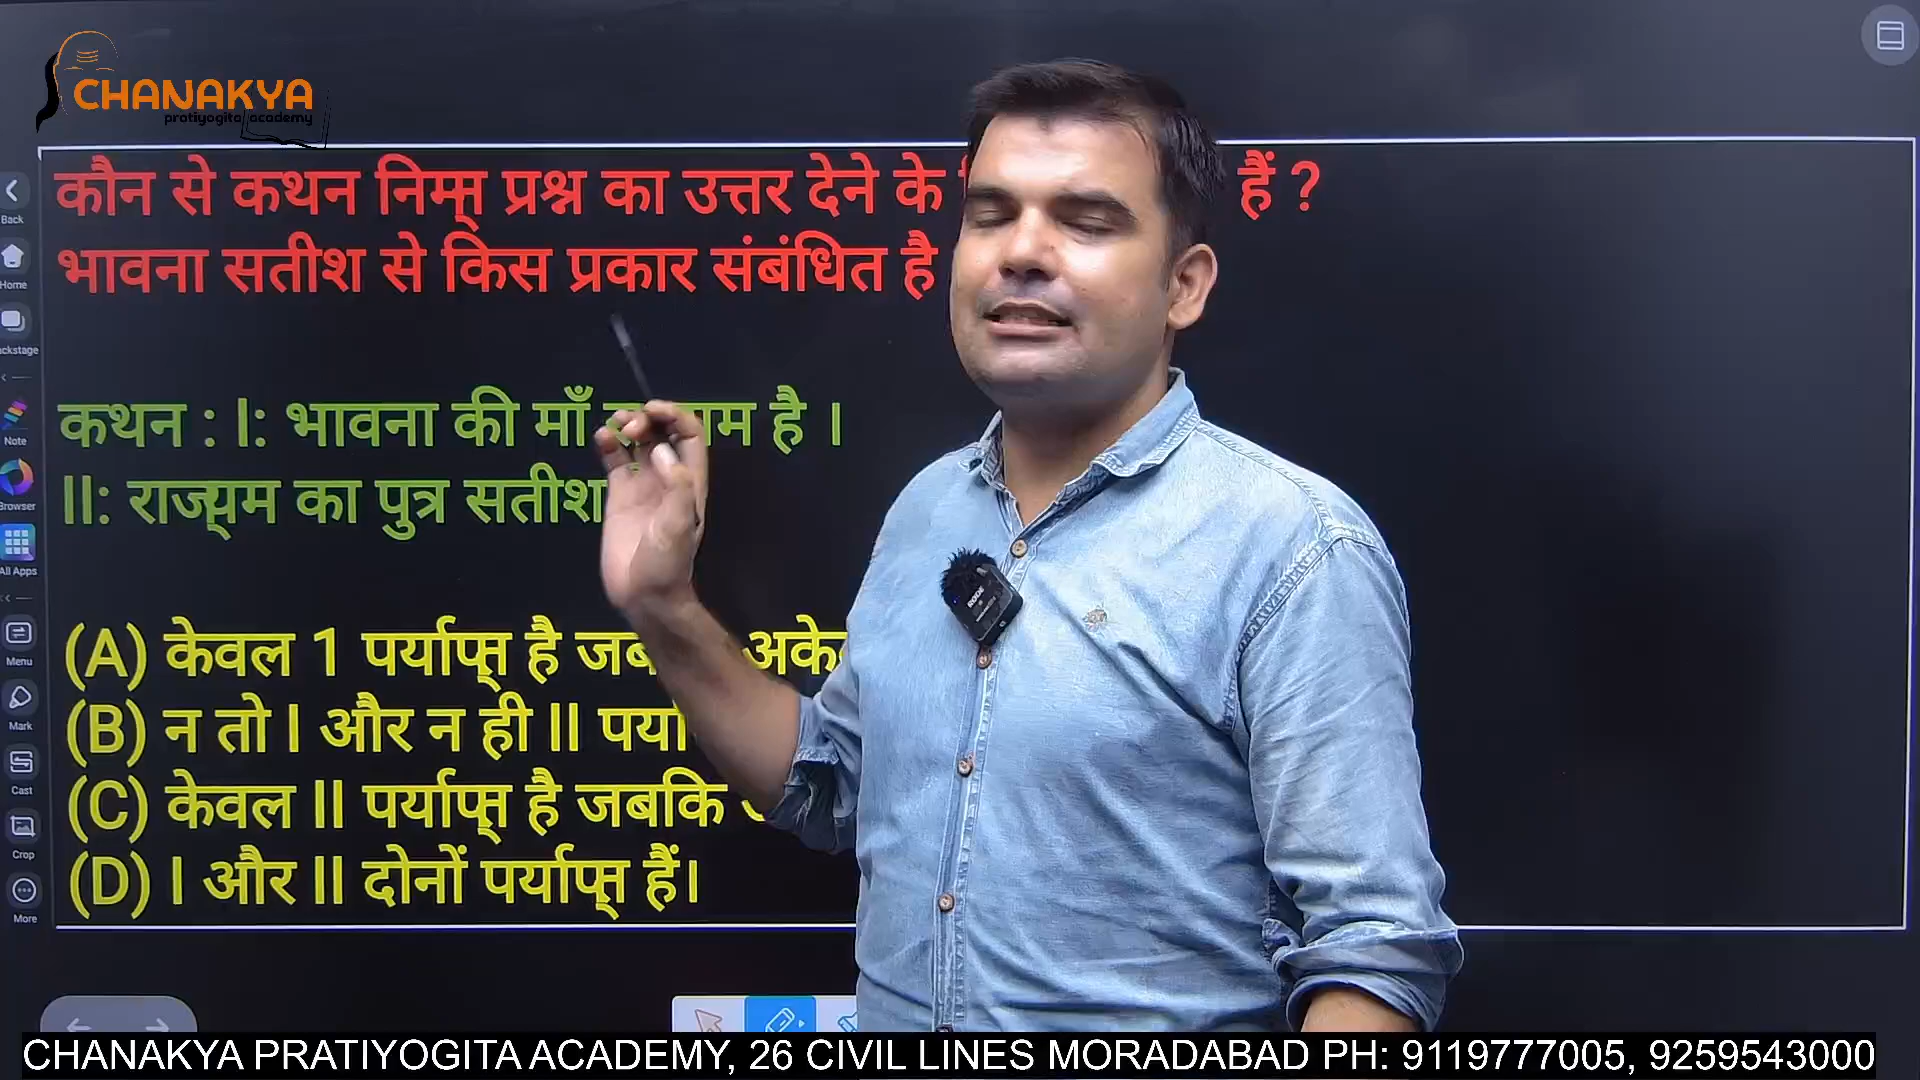 CHANAKYA
pratiyogita academy
कौन से कथन निम्न प्रश्न का उत्तर देने के हैं ?
भावना सतीश से किस प्रकार संबंधित है
कथन : I: भावना की माँ है ।
II: राज्यम का पुत्र सतीश
(A) केवल 1 पर्याप्त है
(B) न तो I और न ही II
(C) केवल II पर्याप्त है जबकि
(D) I और II दोनों पर्याप्त हैं।
Back
Home
Note
Browser
All Apps
Menu
Mark
Cast
Crop
More
RODE
CHANAKYA PRATIYOGITA ACADEMY, 26 CIVIL LINES MORADABAD PH: 9119777005, 9259543000